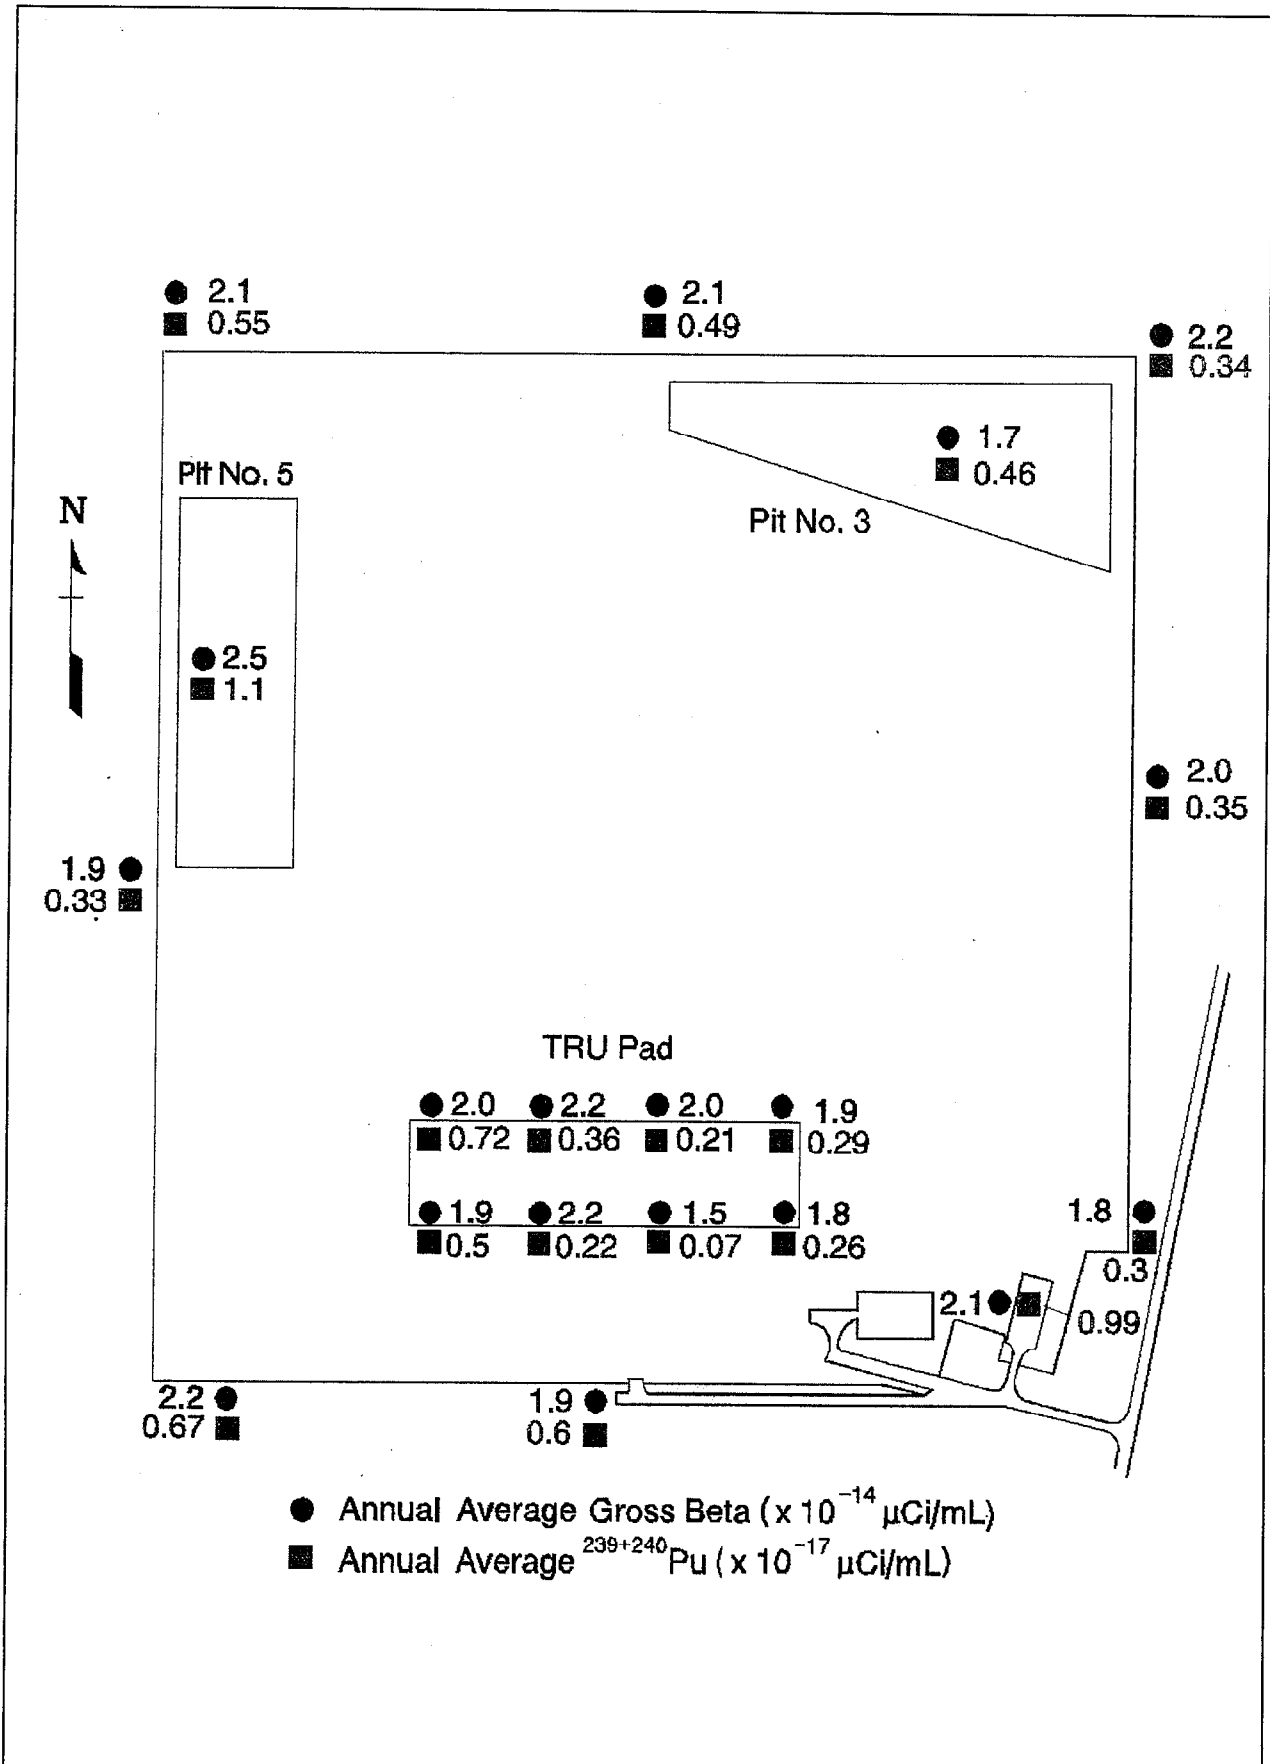 2.1
0.55
2.1
0.49
2.2
0.34
1.7
0.46
Pit No. 5
Pit No. 3
N
2.5
1.1
2.0
0.35
1.9
0.33
TRU Pad
2.0 2.2 2.0 1.9
0.72 0.36 0.21 0.29
1.9 2.2 1.5 1.8
0.5 0.22 0.07 0.26
1.8
0.3
2.1
0.99
2.2
0.67
1.9
0.6
Annual Average Gross Beta (x 10⁻¹⁴ μCi/mL)
Annual Average ²³⁹⁺²⁴⁰Pu (x 10⁻¹⁷ μCi/mL)